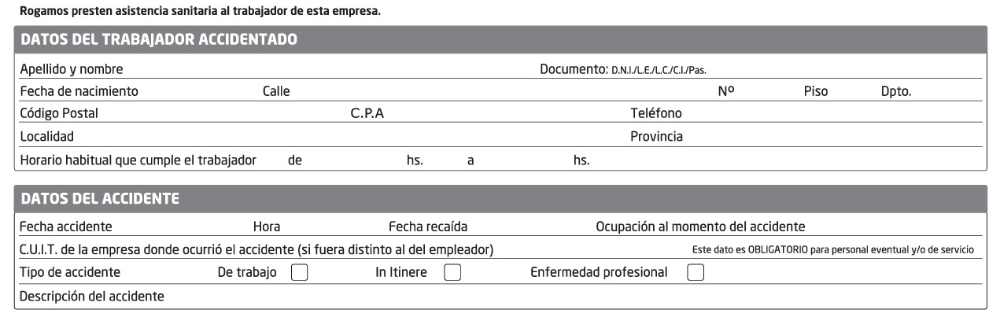 Rogamos presten asistencia sanitaria al trabajador de esta empresa.
DATOS DEL TRABAJADOR ACCIDENTADO
Apellido y nombre Documento: D.N.I./L.E./L.C./C.I./Pas.
Fecha de nacimiento Calle Nº Piso Dpto.
Código Postal C.P.A Teléfono
Localidad Provincia
Horario habitual que cumple el trabajador de hs. a hs.
DATOS DEL ACCIDENTE
Fecha accidente Hora Fecha recaída Ocupación al momento del accidente
C.U.I.T. de la empresa donde ocurrió el accidente (si fuera distinto al del empleador) Este dato es OBLIGATORIO para personal eventual y/o de servicio
Tipo de accidente De trabajo In Itinere Enfermedad profesional
Descripción del accidente